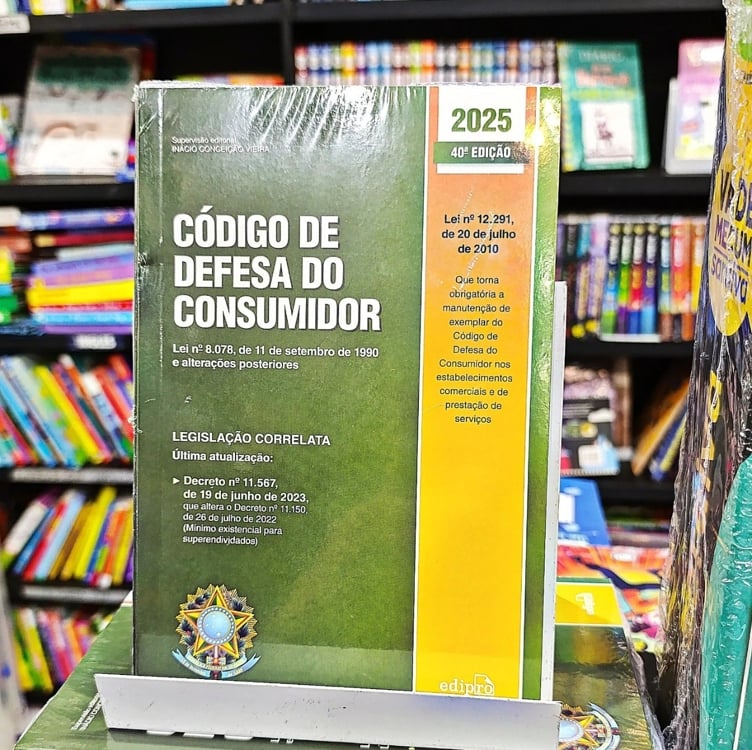 Supervisão editorial
INÁCIO CONCEIÇÃO VIEIRA
CÓDIGO DE
DEFESA DO
CONSUMIDOR
Lei nº 8.078, de 11 de setembro de 1990
e alterações posteriores
LEGISLAÇÃO CORRELATA
Última atualização:
▶ Decreto nº 11.567,
de 19 de junho de 2023,
que altera o Decreto nº 11.150,
de 26 de julho de 2022
(Mínimo existencial para
superendividados)
2025
40ª EDIÇÃO
Lei nº 12.291,
de 20 de julho
de 2010
Que torna
obrigatória a
manutenção de
exemplar do
Código de
Defesa do
Consumidor nos
estabelecimentos
comerciais e de
prestação de
serviços
edipro